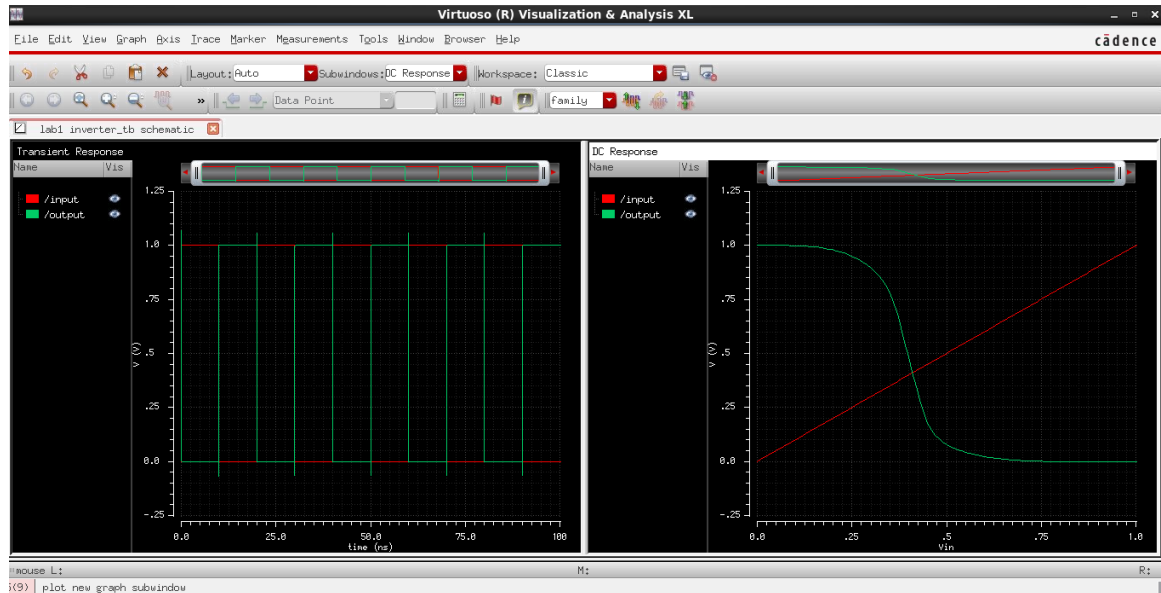 Virtuoso (R) Visualization & Analysis XL
File Edit View Graph Axis Trace Marker Measurements Tools Window Browser Help
cādence
Layout: Auto Subwindows: DC Response Workspace: Classic
» Data Point family
lab1 inverter_tb schematic
Transient Response
Name Vis
/input
/output
1.25
1.0
.75
.5
.25
0.0
-.25
V (V)
0.0 25.0 50.0 75.0 100
time (ns)
DC Response
Name Vis
/input
/output
1.25
1.0
.75
.5
.25
0.0
-.25
V (V)
0.0 .25 .5 .75 1.0
Vin
mouse L: M: R:
(9) plot new graph subwindow